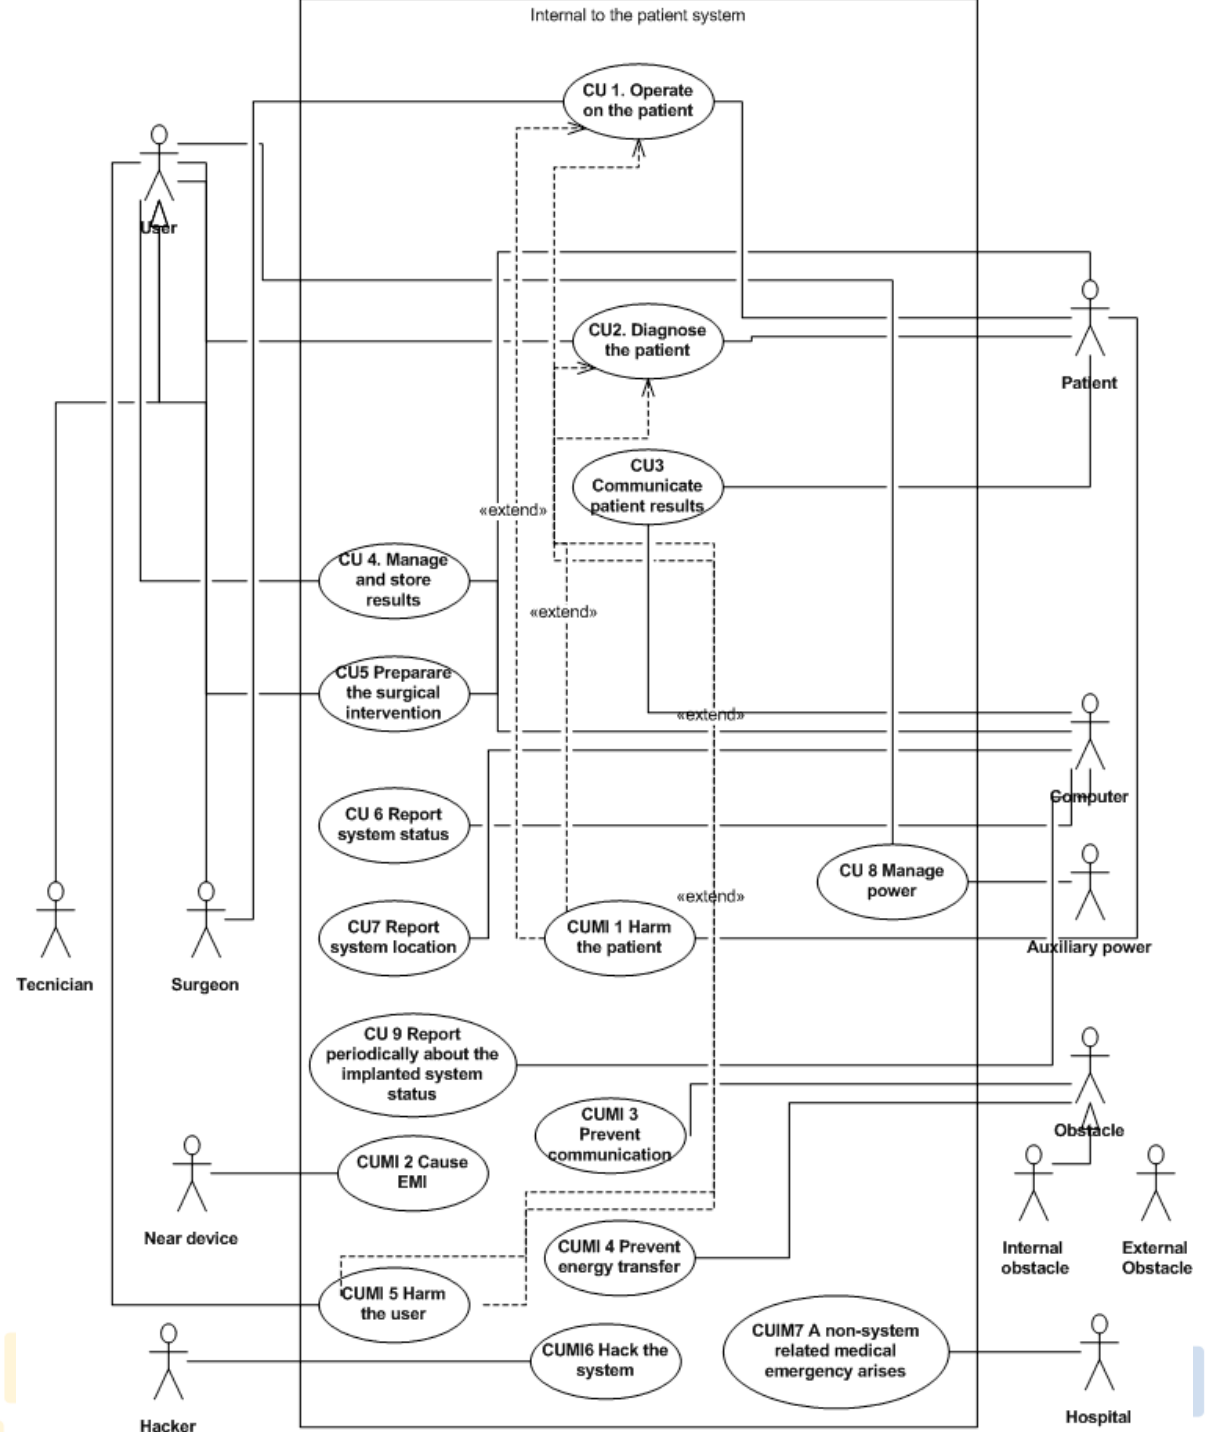 Internal to the patient system
CU 1. Operate
on the patient
User
CU2. Diagnose
the patient
Patient
CU3
Communicate
patient results
«extend»
CU 4. Manage
and store
results
«extend»
CU5 Preparare
the surgical
intervention
«extend»
Computer
CU 6 Report
system status
CU 8 Manage
power
«extend»
CU7 Report
system location
CUMI 1 Harm
the patient
Auxiliary power
Tecnician
Surgeon
CU 9 Report
periodically about the
implanted system
status
CUMI 3
Prevent
communication
Obstacle
CUMI 2 Cause
EMI
Near device
CUMI 4 Prevent
energy transfer
Internal
obstacle
External
Obstacle
CUMI 5 Harm
the user
CUMI6 Hack the
system
CUIM7 A non-system
related medical
emergency arises
Hacker
Hospital